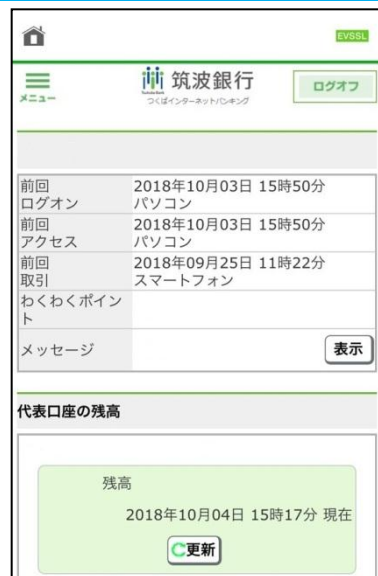 EVSSL
メニュー
筑波銀行
つくばインターネットバンキング
ログオフ
前回
ログオン
2018年10月03日 15時50分
パソコン
前回
アクセス
2018年10月03日 15時50分
パソコン
前回
取引
2018年09月25日 11時22分
スマートフォン
わくわくポイン
ト
メッセージ
表示
代表口座の残高
残高
2018年10月04日 15時17分 現在
更新